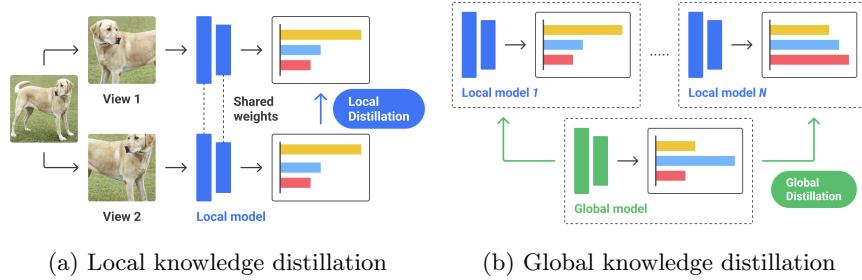 View 1
Shared
weights
Local
Distillation
View 2
Local model
(a) Local knowledge distillation
Local model 1
.....
Local model N
Global model
Global
Distillation
(b) Global knowledge distillation